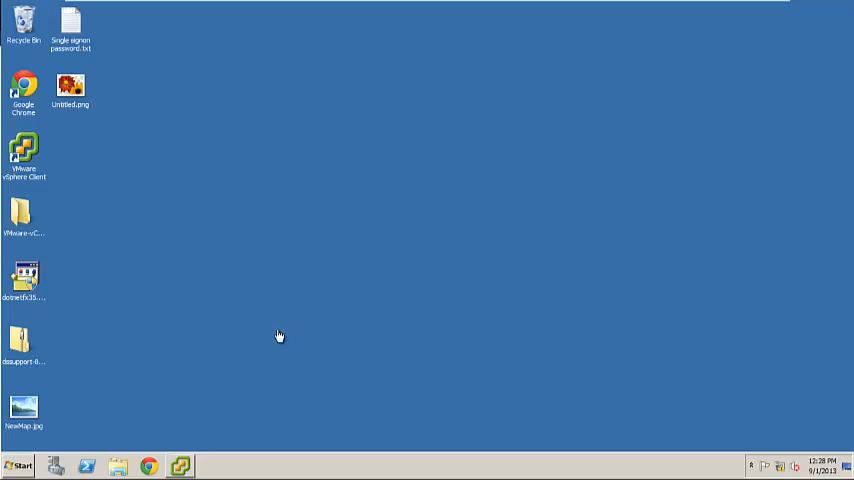 Recycle Bin
Single signon
password.txt
Google
Chrome
Untitled.png
VMware
vSphere Client
VMware-vC...
dotnetfx35....
dssupport-0...
NewMap.jpg
Start
12:28 PM
9/1/2013